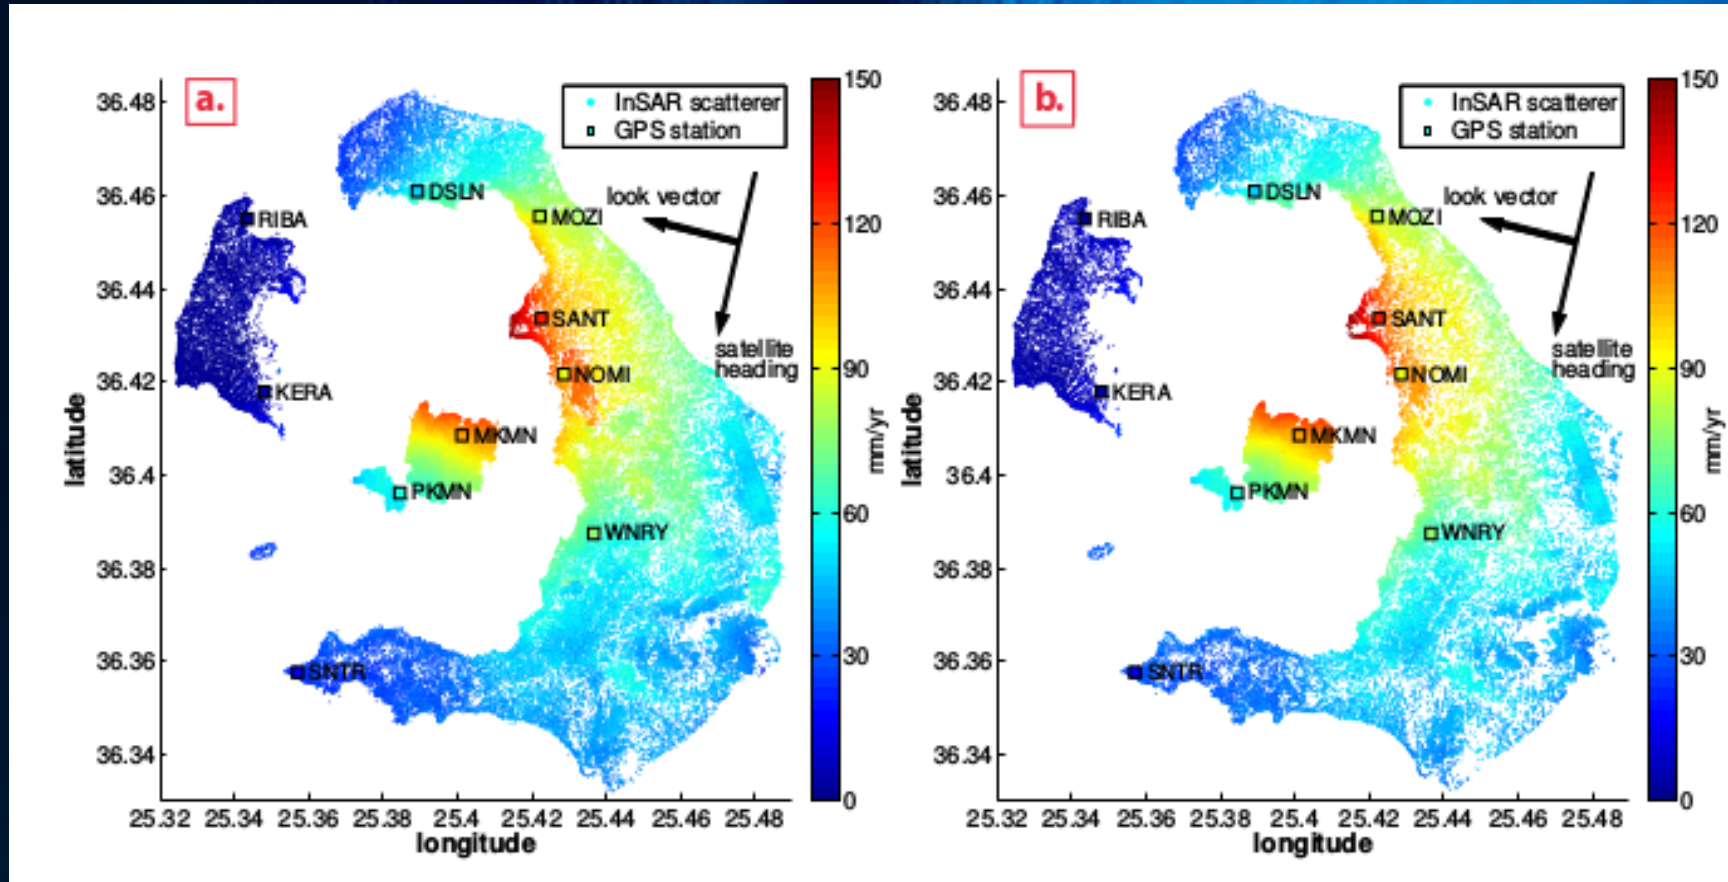 a.
InSAR scatterer
GPS station
150
120
90
60
30
0
mm/yr
36.48
36.46
36.44
36.42
36.4
36.38
36.36
36.34
latitude
DSLN
look vector
RIBA
MOZI
SANT
satellite
heading
NOMI
KERA
MKMN
PKMN
WNRY
SNTR
25.32 25.34 25.36 25.38 25.4 25.42 25.44 25.46 25.48
longitude
b.
InSAR scatterer
GPS station
150
120
90
60
30
0
mm/yr
36.48
36.46
36.44
36.42
36.4
36.38
36.36
36.34
latitude
DSLN
look vector
RIBA
MOZI
SANT
satellite
heading
NOMI
KERA
MKMN
PKMN
WNRY
SNTR
25.32 25.34 25.36 25.38 25.4 25.42 25.44 25.46 25.48
longitude